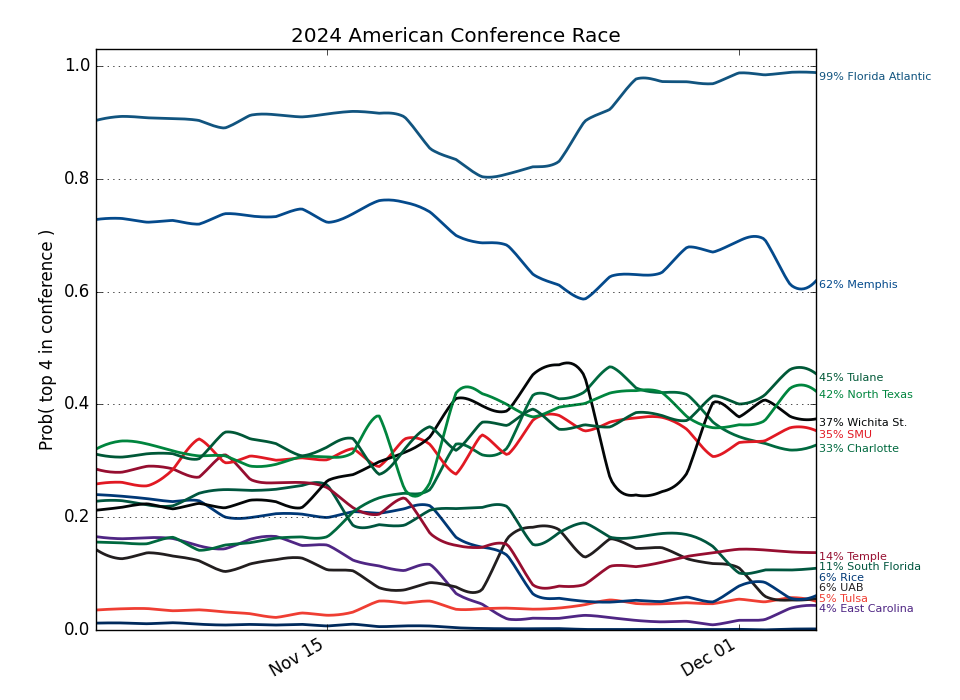 2024 American Conference Race
Prob( top 4 in conference )
1.0
0.8
0.6
0.4
0.2
0.0
Nov 15
Dec 01
99% Florida Atlantic
62% Memphis
45% Tulane
42% North Texas
37% Wichita St.
35% SMU
33% Charlotte
14% Temple
11% South Florida
6% Rice
6% UAB
5% Tulsa
4% East Carolina